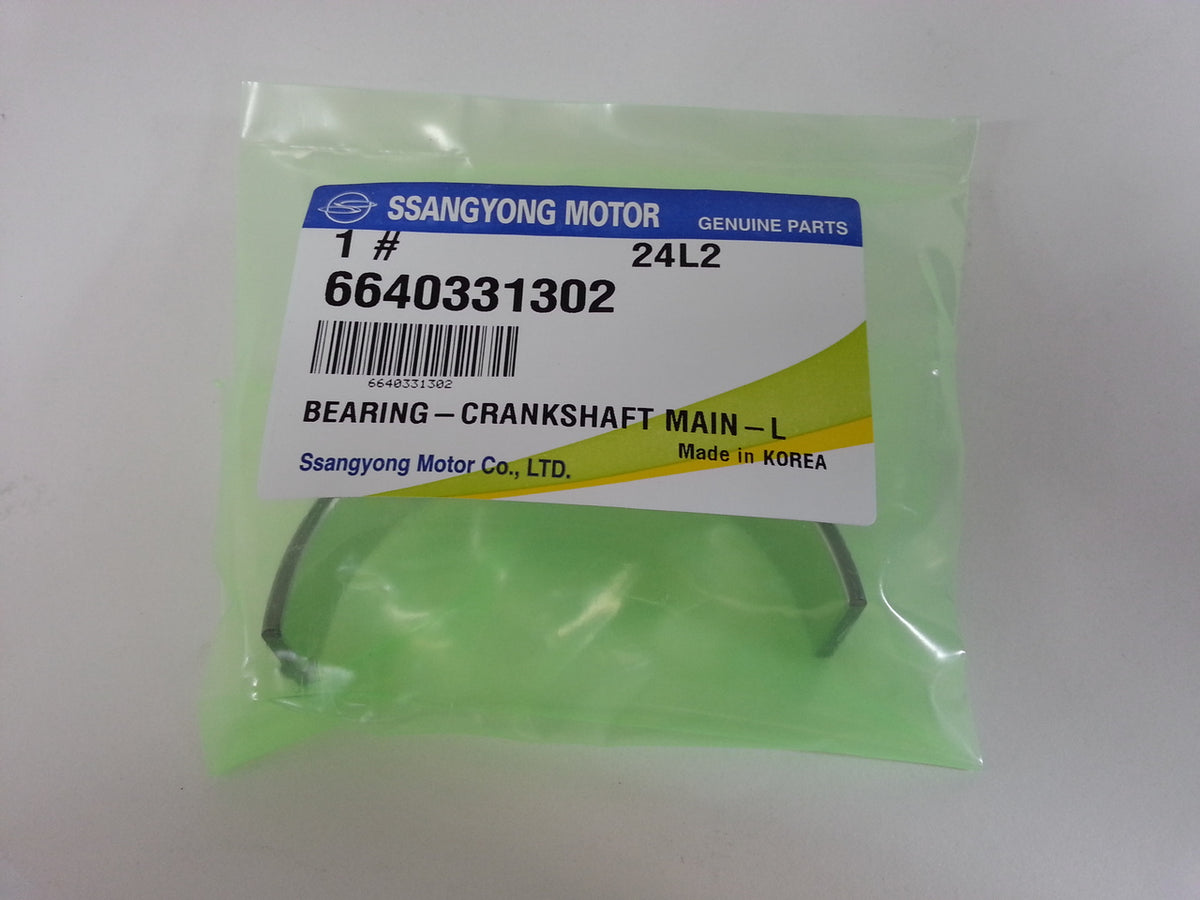 SSANGYONG MOTOR GENUINE PARTS
1 # 24L2
6640331302
6640331302
BEARING – CRANKSHAFT MAIN – L
Made in KOREA
Ssangyong Motor Co., LTD.